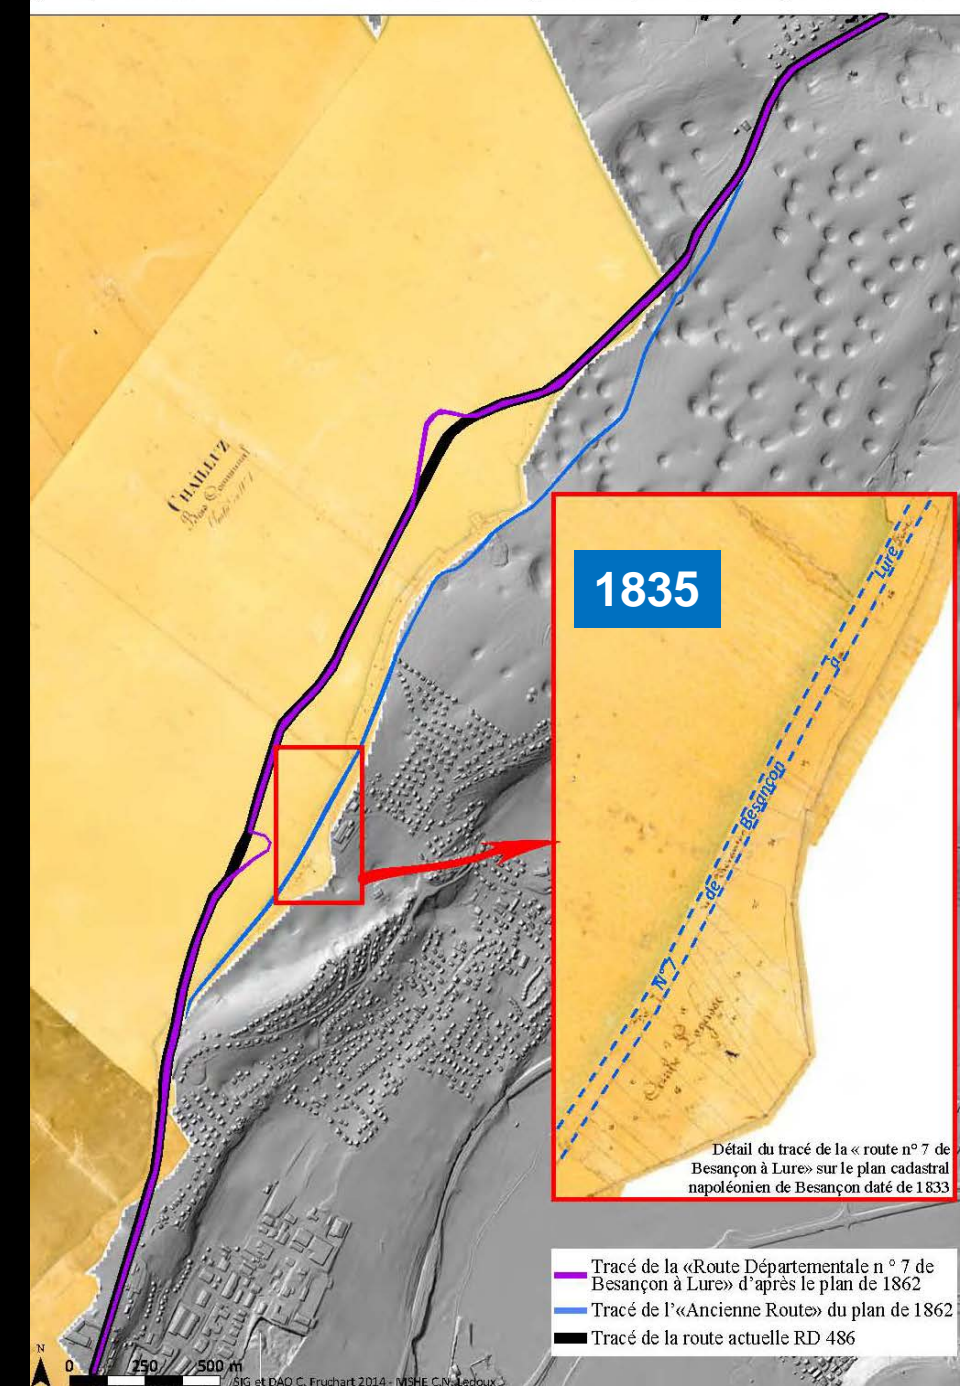 CHAILLUZ
Bois Communal
1835
N°7 de Besançon à Lure
Détail du tracé de la « route n° 7 de
Besançon à Lure» sur le plan cadastral
napoléonien de Besançon daté de 1833
Tracé de la «Route Départementale n ° 7 de
Besançon à Lure» d'après le plan de 1862
Tracé de l'«Ancienne Route» du plan de 1862
Tracé de la route actuelle RD 486
N
0 250 500 m
SIG et DAO C. Fruchart 2014 - MSHE C.N. Ledoux